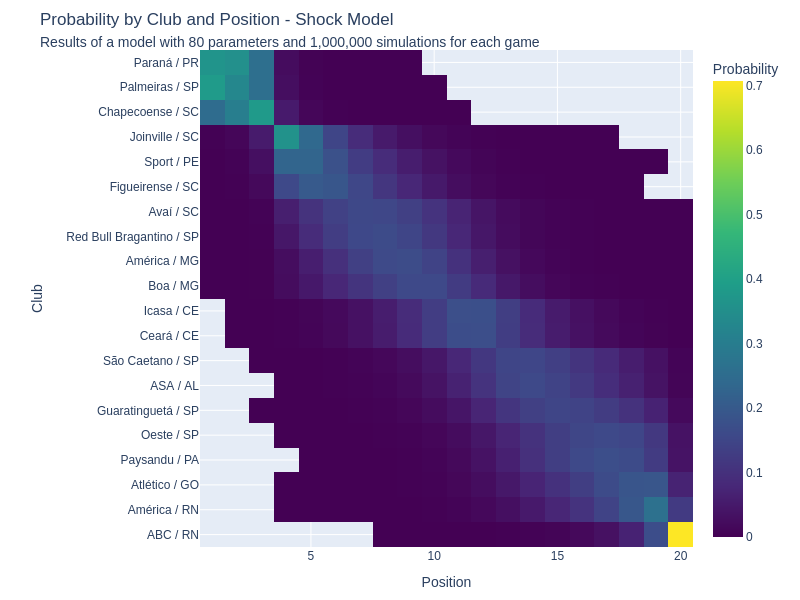 Probability by Club and Position - Shock Model
Results of a model with 80 parameters and 1,000,000 simulations for each game
Probability
Paraná / PR
Palmeiras / SP
Chapecoense / SC
Joinville / SC
Sport / PE
Figueirense / SC
Avaí / SC
Red Bull Bragantino / SP
América / MG
Boa / MG
Icasa / CE
Ceará / CE
São Caetano / SP
ASA / AL
Guaratinguetá / SP
Oeste / SP
Paysandu / PA
Atlético / GO
América / RN
ABC / RN
Club
5
10
15
20
Position
0.7
0.6
0.5
0.4
0.3
0.2
0.1
0